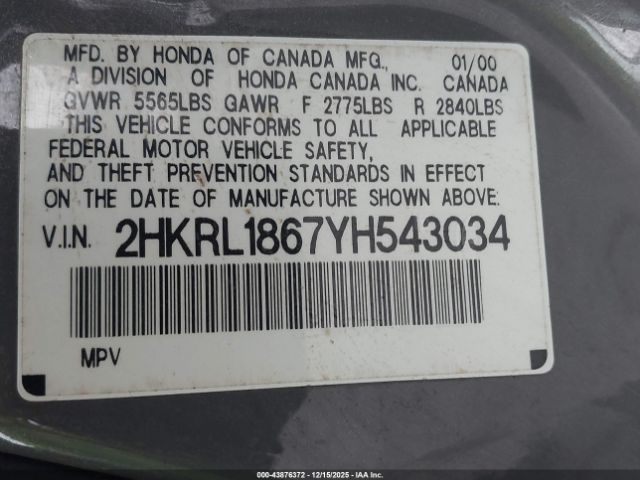 MFD. BY HONDA OF CANADA MFG., 01/00
A DIVISION OF HONDA CANADA INC. CANADA
GVWR 5565LBS GAWR F 2775LBS R 2840LBS
THIS VEHICLE CONFORMS TO ALL APPLICABLE
FEDERAL MOTOR VEHICLE SAFETY,
AND THEFT PREVENTION STANDARDS IN EFFECT
ON THE DATE OF MANUFACTURE SHOWN ABOVE:
V.I.N. 2HKRL1867YH543034
MPV
000-43876372 - 12/15/2025 - IAA Inc.